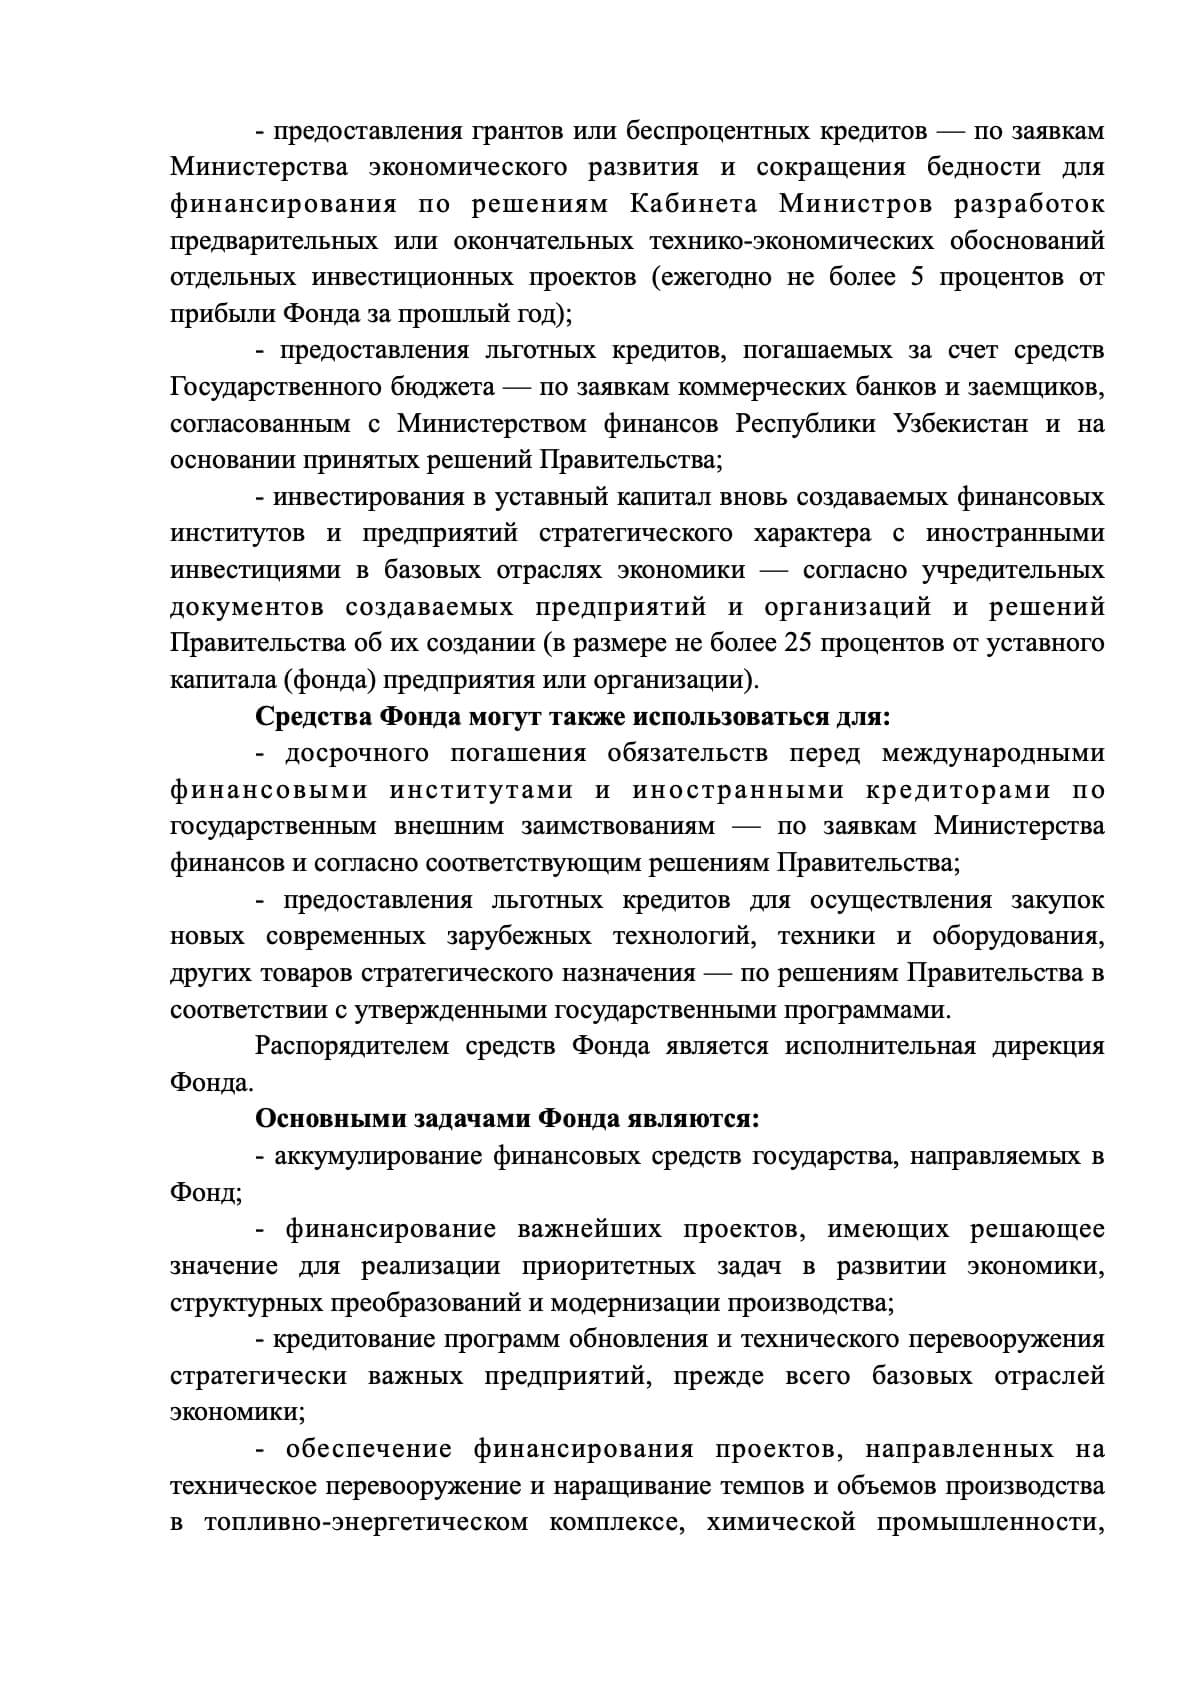 - предоставления грантов или беспроцентных кредитов — по заявкам
Министерства экономического развития и сокращения бедности для
финансирования по решениям Кабинета Министров разработок
предварительных или окончательных технико-экономических обоснований
отдельных инвестиционных проектов (ежегодно не более 5 процентов от
прибыли Фонда за прошлый год);
- предоставления льготных кредитов, погашаемых за счет средств
Государственного бюджета — по заявкам коммерческих банков и заемщиков,
согласованным с Министерством финансов Республики Узбекистан и на
основании принятых решений Правительства;
- инвестирования в уставный капитал вновь создаваемых финансовых
институтов и предприятий стратегического характера с иностранными
инвестициями в базовых отраслях экономики — согласно учредительных
документов создаваемых предприятий и организаций и решений
Правительства об их создании (в размере не более 25 процентов от уставного
капитала (фонда) предприятия или организации).
Средства Фонда могут также использоваться для:
- досрочного погашения обязательств перед международными
финансовыми институтами и иностранными кредиторами по
государственным внешним заимствованиям — по заявкам Министерства
финансов и согласно соответствующим решениям Правительства;
- предоставления льготных кредитов для осуществления закупок
новых современных зарубежных технологий, техники и оборудования,
других товаров стратегического назначения — по решениям Правительства в
соответствии с утвержденными государственными программами.
Распорядителем средств Фонда является исполнительная дирекция
Фонда.
Основными задачами Фонда являются:
- аккумулирование финансовых средств государства, направляемых в
Фонд;
- финансирование важнейших проектов, имеющих решающее
значение для реализации приоритетных задач в развитии экономики,
структурных преобразований и модернизации производства;
- кредитование программ обновления и технического перевооружения
стратегически важных предприятий, прежде всего базовых отраслей
экономики;
- обеспечение финансирования проектов, направленных на
техническое перевооружение и наращивание темпов и объемов производства
в топливно-энергетическом комплексе, химической промышленности,